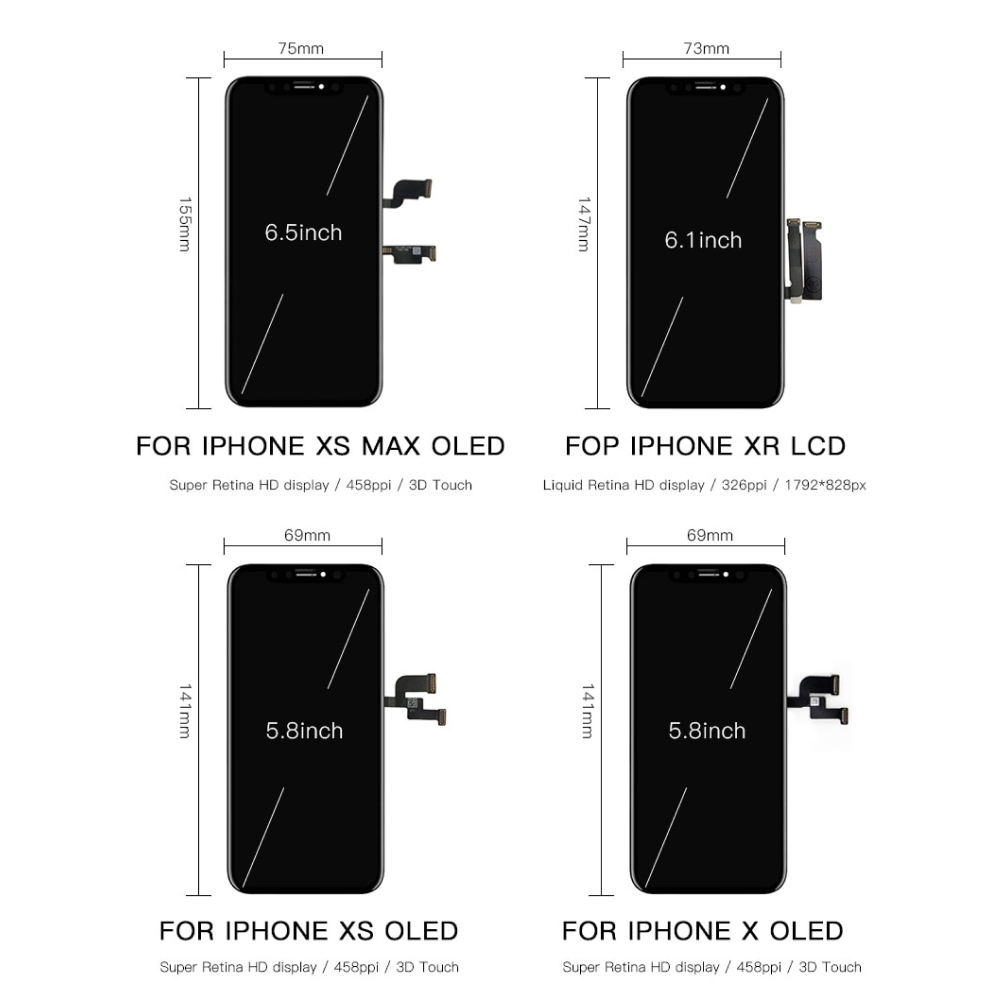 75mm
73mm
155mm
6.5inch
147mm
6.1inch
FOR IPHONE XS MAX OLED
FOP IPHONE XR LCD
Super Retina HD display / 458ppi / 3D Touch
Liquid Retina HD display / 326ppi / 1792*828px
69mm
69mm
141mm
5.8inch
141mm
5.8inch
FOR IPHONE XS OLED
FOR IPHONE X OLED
Super Retina HD display / 458ppi / 3D Touch
Super Retina HD display / 458ppi / 3D Touch